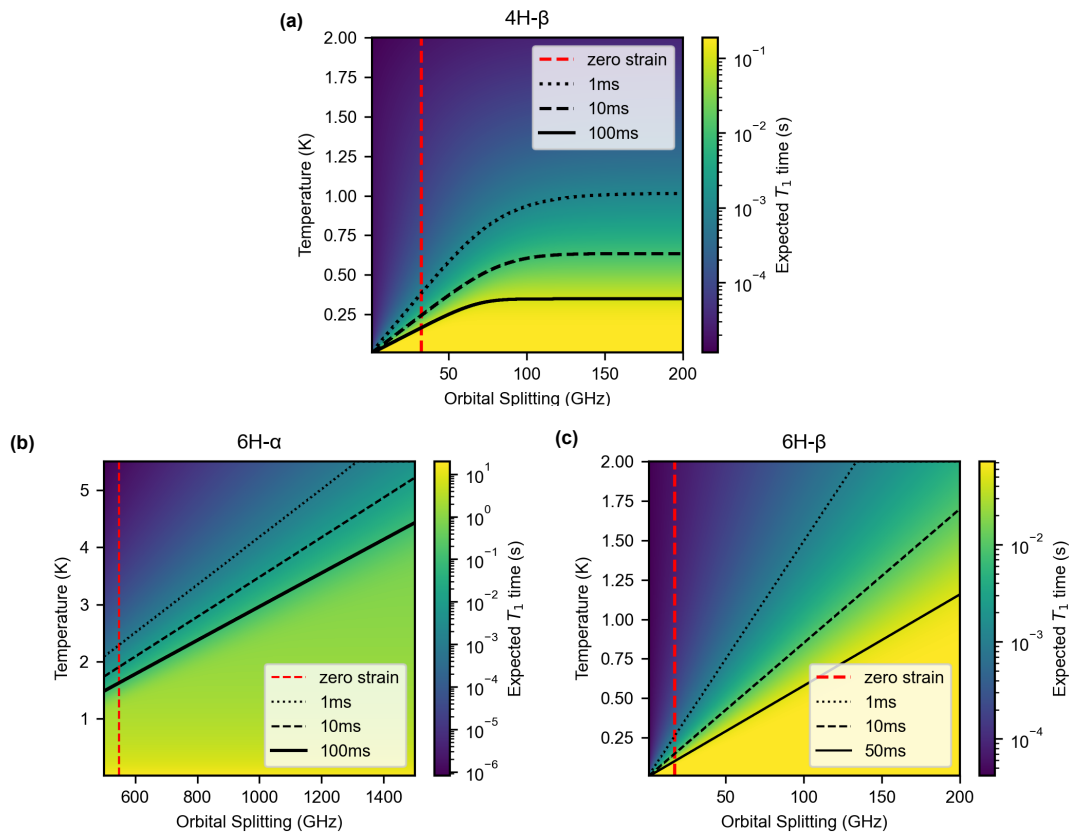 (a)
4H-β
2.00
1.75
1.50
1.25
1.00
0.75
0.50
0.25
Temperature (K)
zero strain
1ms
10ms
100ms
50
100
150
200
Orbital Splitting (GHz)
10⁻¹
10⁻²
10⁻³
10⁻⁴
Expected T₁ time (s)
(b)
6H-α
5
4
3
2
1
Temperature (K)
zero strain
1ms
10ms
100ms
600
800
1000
1200
1400
Orbital Splitting (GHz)
10¹
10⁰
10⁻¹
10⁻²
10⁻³
10⁻⁴
10⁻⁵
10⁻⁶
Expected T₁ time (s)
(c)
6H-β
2.00
1.75
1.50
1.25
1.00
0.75
0.50
0.25
Temperature (K)
zero strain
1ms
10ms
50ms
50
100
150
200
Orbital Splitting (GHz)
10⁻²
10⁻³
10⁻⁴
Expected T₁ time (s)